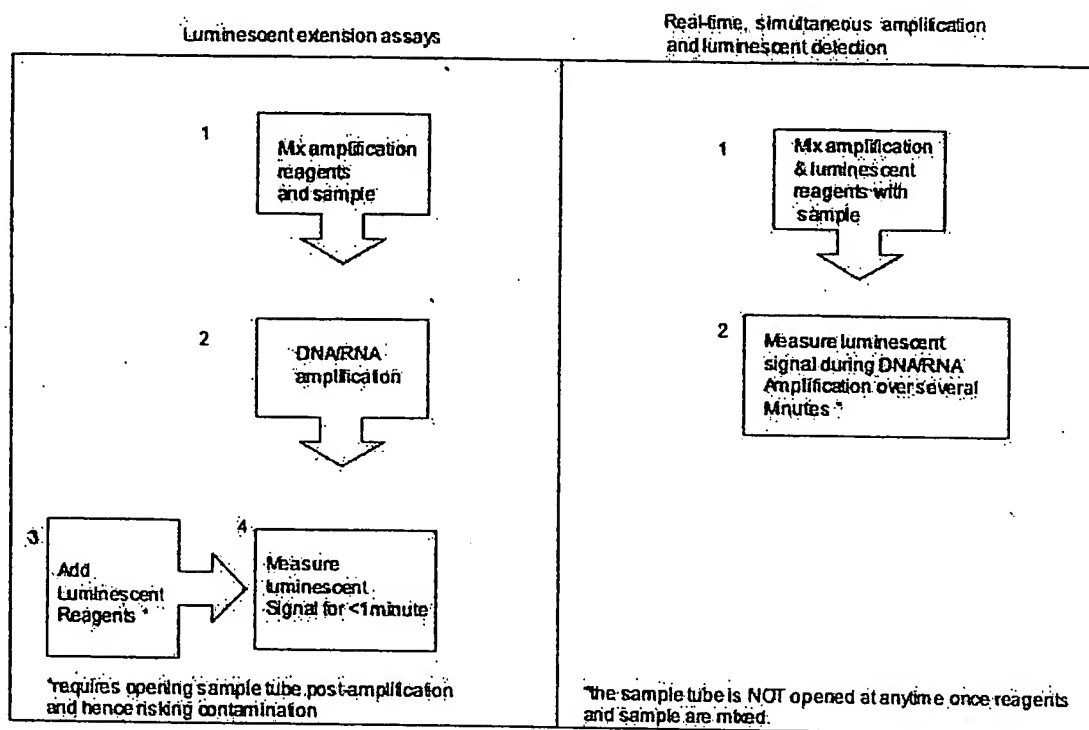 Luminescent extension assays
1
Mix amplification
reagents
and sample
2
DNA/RNA
amplification
3
Add
Luminescent
Reagents *
4
Measure
luminescent
Signal for <1minute
*requires opening sample tube, post-amplification
and hence risking contamination
Real-time, simultaneous amplification
and luminescent detection
1
Mix amplification
& luminescent
reagents with
sample
2
Measure luminescent
signal during DNA/RNA
Amplification over several
Minutes *
*the sample tube is NOT opened at anytime once reagents
and sample are mixed.